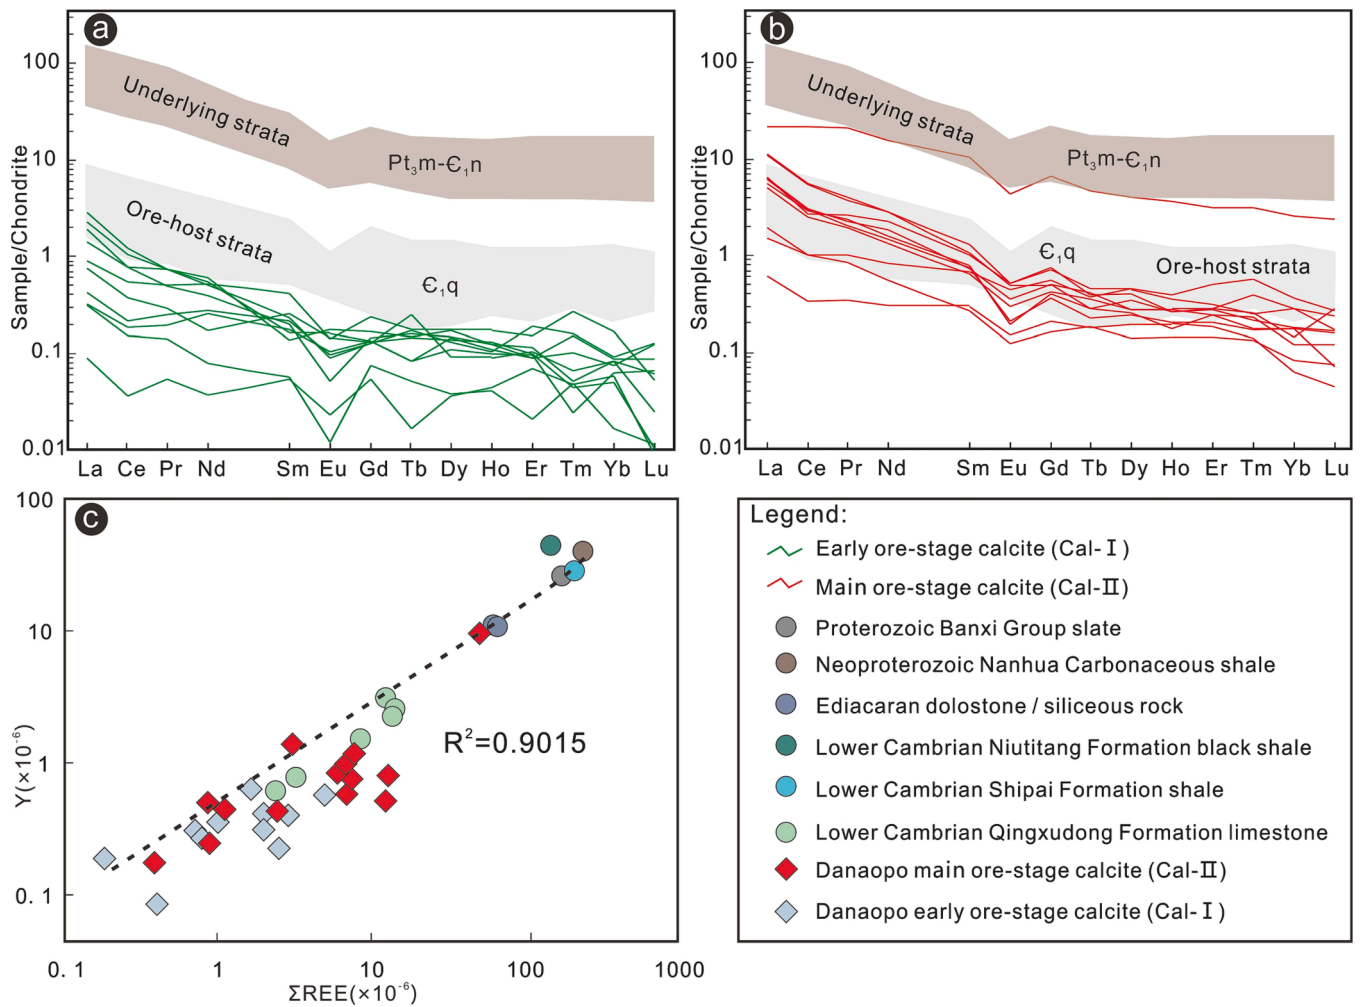 a
100
10
1
0.1
0.01
Sample/Chondrite
Underlying strata
Pt₃m-Є₁n
Ore-host strata
Є₁q
La Ce Pr Nd Sm Eu Gd Tb Dy Ho Er Tm Yb Lu
b
100
10
1
0.1
0.01
Sample/Chondrite
Underlying strata
Pt₃m-Є₁n
Є₁q
Ore-host strata
La Ce Pr Nd Sm Eu Gd Tb Dy Ho Er Tm Yb Lu
c
100
10
1
0.1
Y(×10⁻⁶)
R²=0.9015
0.1 1 10 100 1000
ΣREE(×10⁻⁶)
Legend:
Early ore-stage calcite (Cal-Ⅰ)
Main ore-stage calcite (Cal-Ⅱ)
Proterozoic Banxi Group slate
Neoproterozoic Nanhua Carbonaceous shale
Ediacaran dolostone / siliceous rock
Lower Cambrian Niutitang Formation black shale
Lower Cambrian Shipai Formation shale
Lower Cambrian Qingxudong Formation limestone
Danaopo main ore-stage calcite (Cal-Ⅱ)
Danaopo early ore-stage calcite (Cal-Ⅰ)